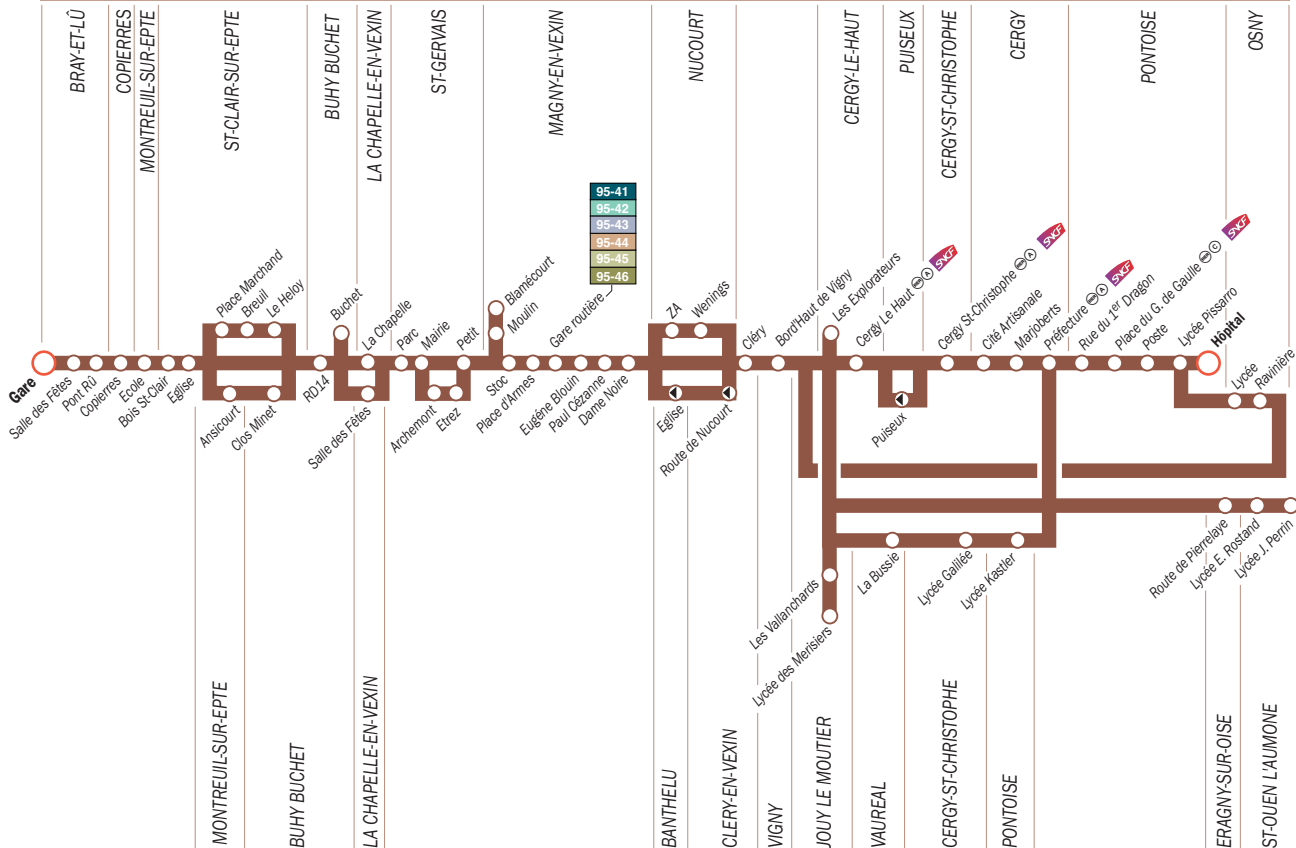 BRAY-ET-LÛ
COPIERRES
MONTREUIL-SUR-EPTE
ST-CLAIR-SUR-EPTE
BUHY BUCHET
LA CHAPELLE-EN-VEXIN
ST-GERVAIS
MAGNY-EN-VEXIN
NUCOURT
CERGY-LE-HAUT
PUISEUX
CERGY-ST-CHRISTOPHE
CERGY
PONTOISE
OSNY
95-41
95-42
95-43
95-44
95-45
95-46
Place Marchand
Breuil
Le Heloy
Buchet
La Chapelle
Parc
Mairie
Petit
Blamécourt
Moulin
Gare routière
ZA
Wenings
Cléry
Bord'Haut de Vigny
Les Explorateurs
Cergy Le Haut RER A SNCF
Cergy St-Christophe RER A SNCF
Cité Artisanale
Marjoberts
Préfecture RER A SNCF
Rue du 1er Dragon
Place du G. de Gaulle RER C SNCF
Poste
Lycée Pissarro
Hôpital
Lycée
Ravinière
Gare
Salle des Fêtes
Pont Rû
Copierres
Ecole
Bois St-Clair
Eglise
Ansicourt
Clos Minet
RD14
Salle des Fêtes
Archemont
Etrez
Stoc
Place d'Armes
Eugéne Blouin
Paul Cézanne
Dame Noire
Eglise
Route de Nucourt
Puiseux
Les Vallanchards
Lycée des Merisiers
La Bussie
Lycée Galilée
Lycée Kastler
Route de Pierrelaye
Lycée E. Rostand
Lycée J. Perrin
MONTREUIL-SUR-EPTE
BUHY BUCHET
LA CHAPELLE-EN-VEXIN
BANTHELU
CLERY-EN-VEXIN
VIGNY
JOUY LE MOUTIER
VAUREAL
CERGY-ST-CHRISTOPHE
PONTOISE
ERAGNY-SUR-OISE
ST-OUEN L'AUMONE